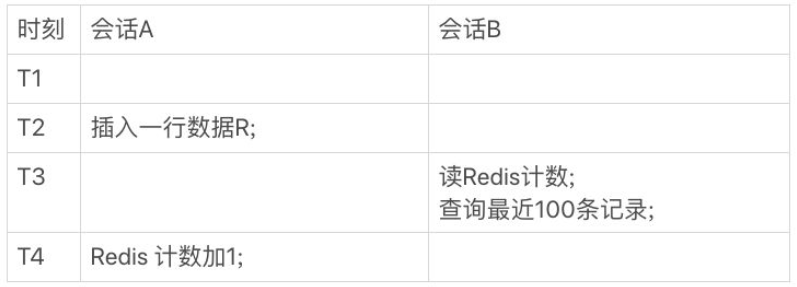 时刻 会话A 会话B
T1
T2 插入一行数据R;
T3 读Redis计数;
查询最近100条记录;
T4 Redis 计数加1;